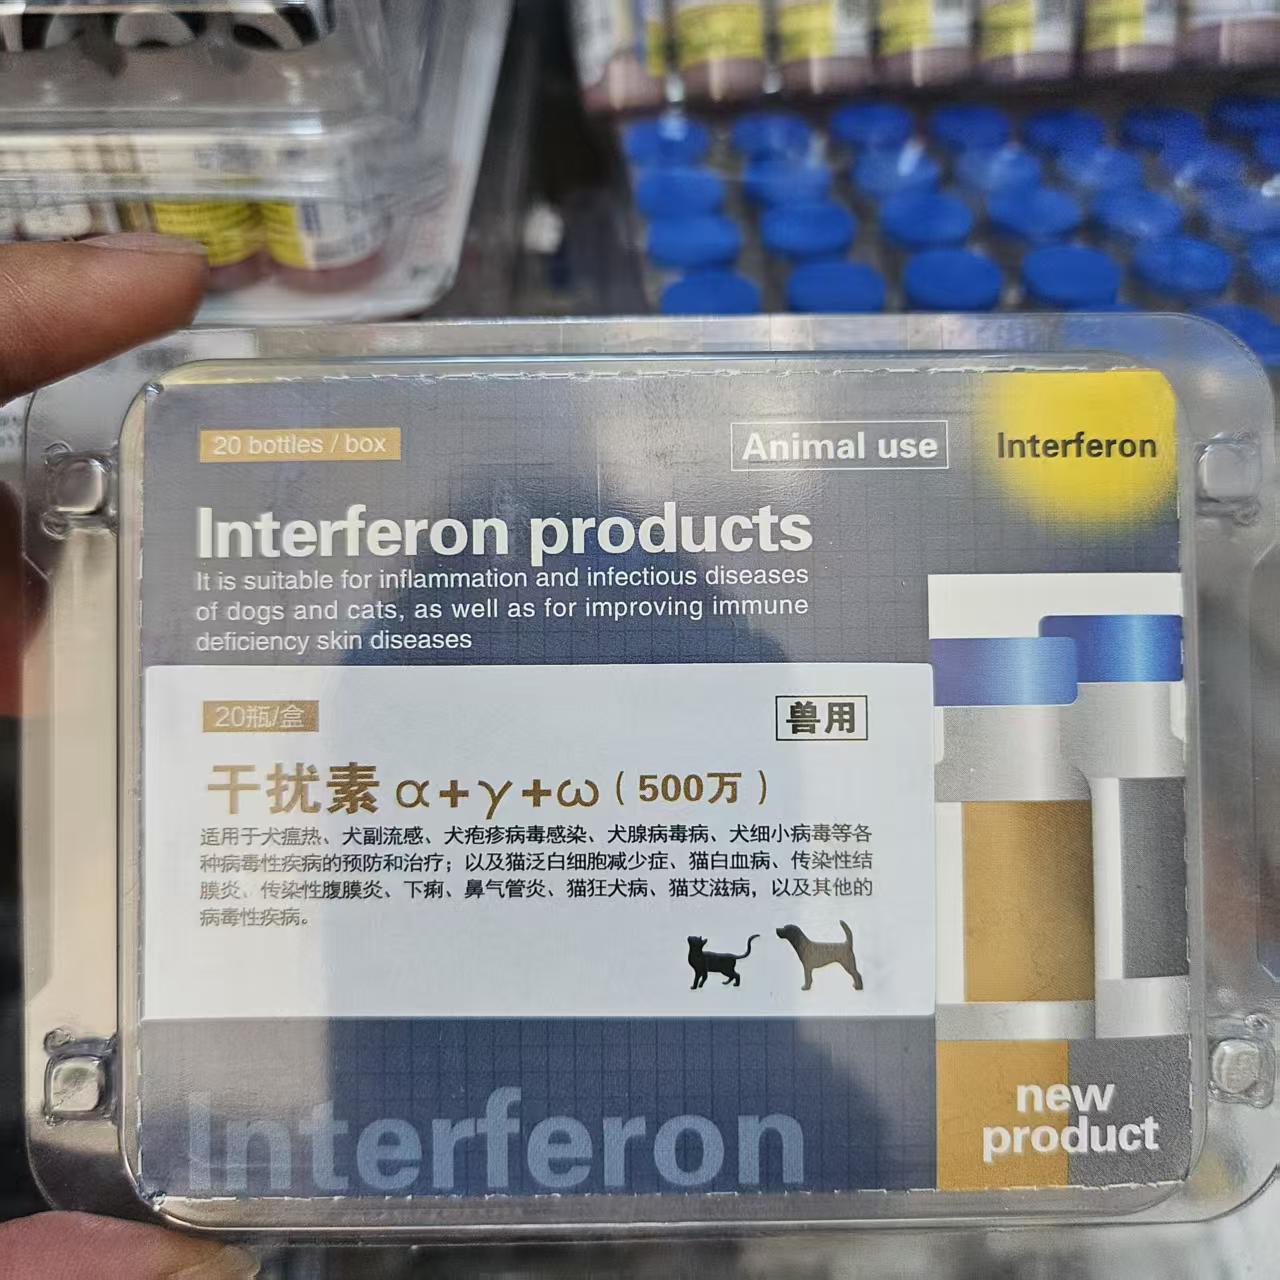 20 bottles / box
Animal use
Interferon
Interferon products
It is suitable for inflammation and infectious diseases
of dogs and cats, as well as for improving immune
deficiency skin diseases
20瓶/盒
兽用
干扰素 α+γ+ω(500万)
适用于犬瘟热、犬副流感、犬疱疹病毒感染、犬腺病毒病、犬细小病毒等各
种病毒性疾病的预防和治疗；以及猫泛白细胞减少症、猫白血病、传染性结
膜炎、传染性腹膜炎、下痢、鼻气管炎、猫狂犬病、猫艾滋病，以及其他的
病毒性疾病。
new
product
Interferon